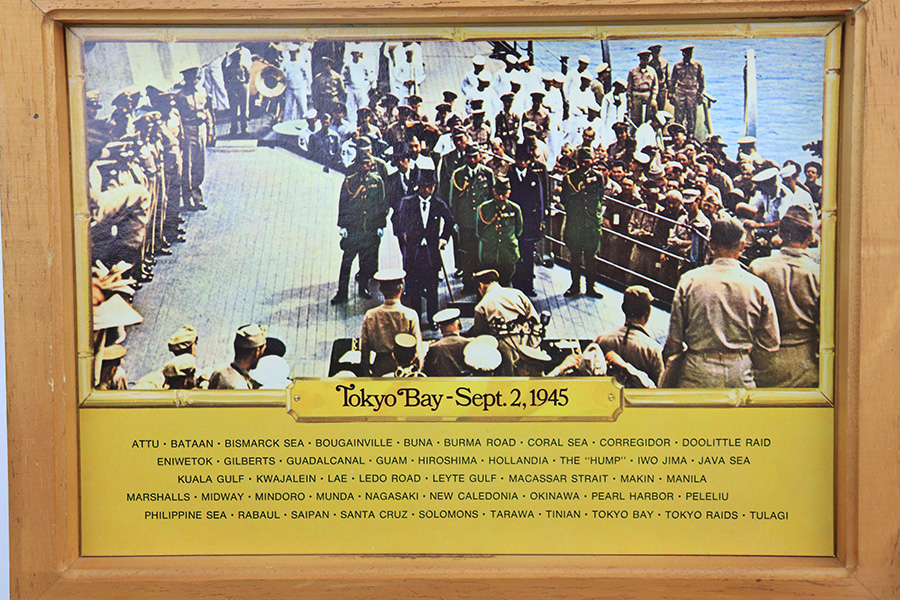 Tokyo Bay - Sept. 2, 1945
ATTU · BATAAN · BISMARCK SEA · BOUGAINVILLE · BUNA · BURMA ROAD · CORAL SEA · CORREGIDOR · DOOLITTLE RAID
ENIWETOK · GILBERTS · GUADALCANAL · GUAM · HIROSHIMA · HOLLANDIA · THE "HUMP" · IWO JIMA · JAVA SEA
KUALA GULF · KWAJALEIN · LAE · LEDO ROAD · LEYTE GULF · MACASSAR STRAIT · MAKIN · MANILA
MARSHALLS · MIDWAY · MINDORO · MUNDA · NAGASAKI · NEW CALEDONIA · OKINAWA · PEARL HARBOR · PELELIU
PHILIPPINE SEA · RABAUL · SAIPAN · SANTA CRUZ · SOLOMONS · TARAWA · TINIAN · TOKYO BAY · TOKYO RAIDS · TULAGI